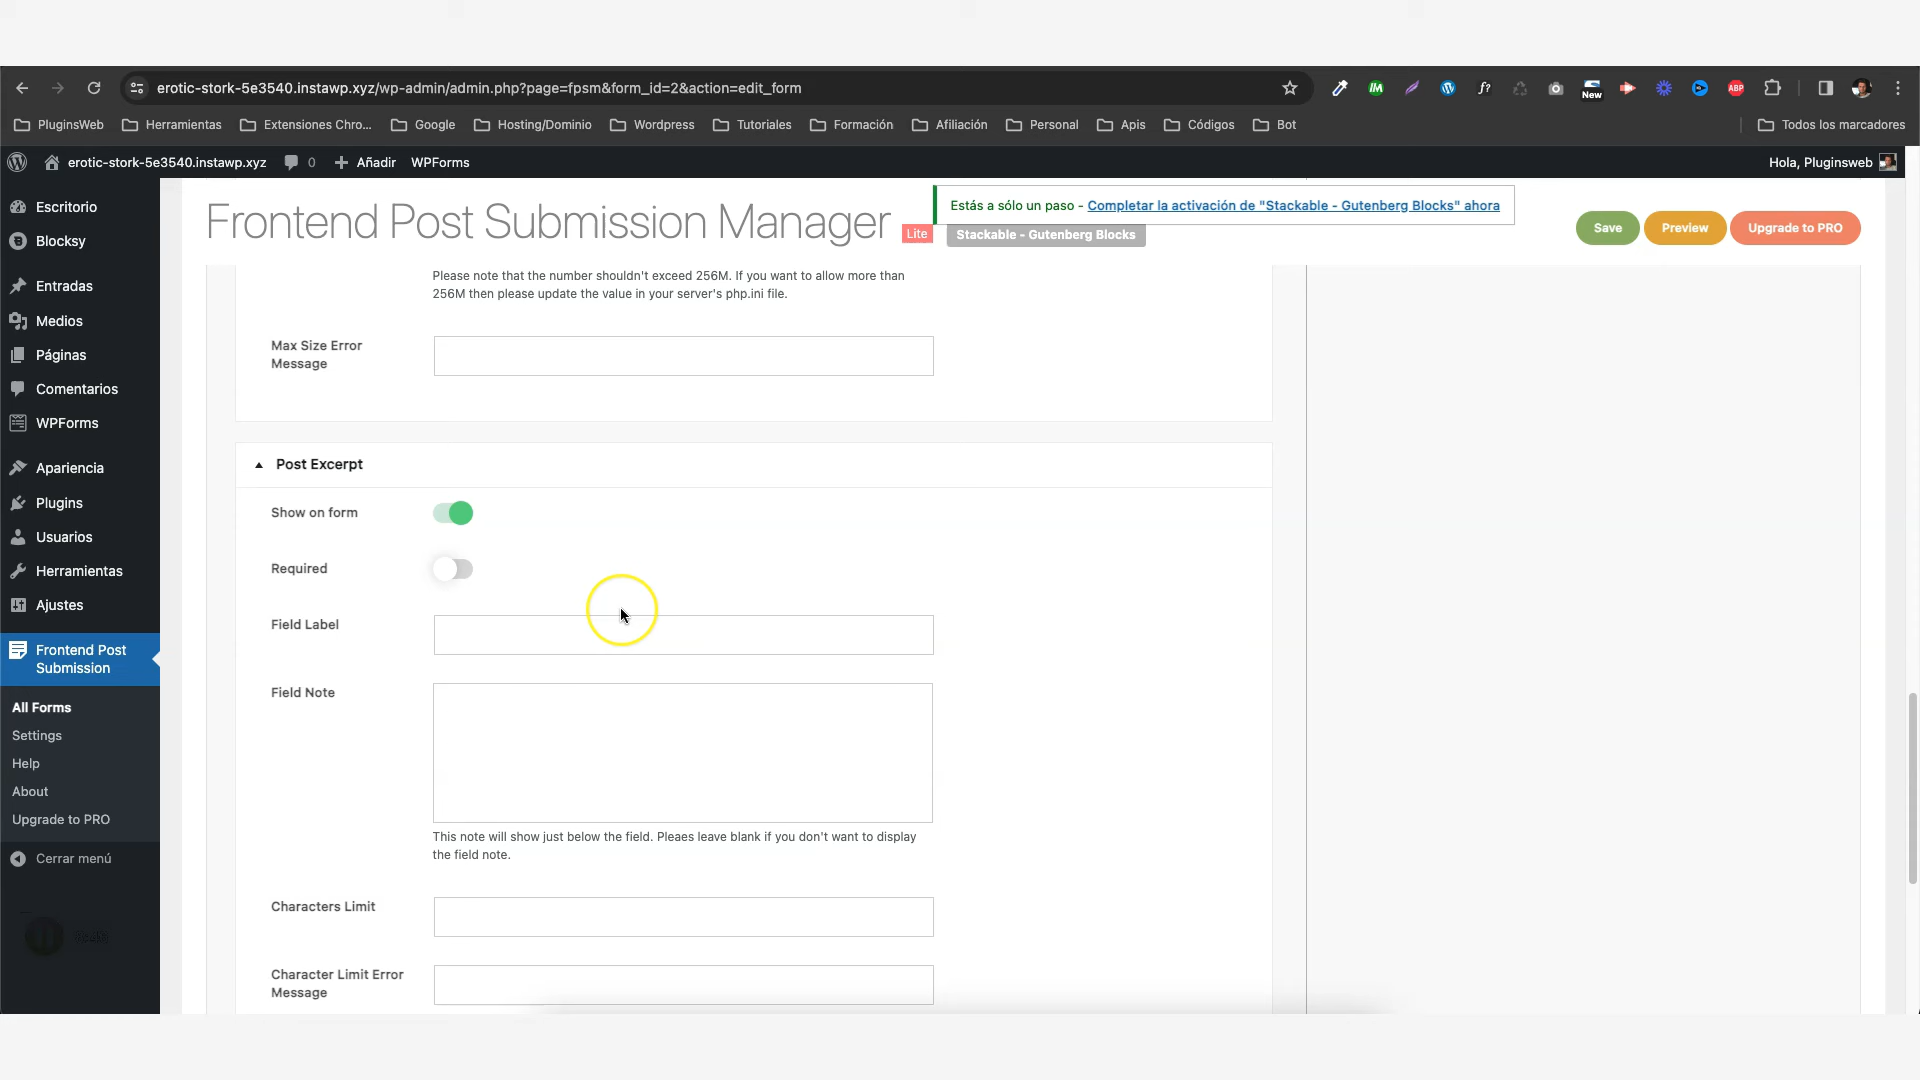 erotic-stork-5e3540.instawp.xyz/wp-admin/admin.php?page=fpsm&form_id=2&action=edit_form
New
ABP
PluginsWeb Herramientas Extensiones Chro... Google Hosting/Dominio Wordpress Tutoriales Formación Afiliación Personal Apis Códigos Bot Todos los marcadores
erotic-stork-5e3540.instawp.xyz 0 Añadir WPForms Hola, Pluginsweb
Escritorio
Blocksy
Entradas
Medios
Páginas
Comentarios
WPForms
Apariencia
Plugins
Usuarios
Herramientas
Ajustes
Frontend Post
Submission
All Forms
Settings
Help
About
Upgrade to PRO
Cerrar menú
Frontend Post Submission Manager
Lite
Estás a sólo un paso - Completar la activación de "Stackable - Gutenberg Blocks" ahora
Stackable - Gutenberg Blocks
Save Preview Upgrade to PRO
Please note that the number shouldn't exceed 256M. If you want to allow more than
256M then please update the value in your server's php.ini file.
Max Size Error
Message
Post Excerpt
Show on form
Required
Field Label
Field Note
This note will show just below the field. Pleaes leave blank if you don't want to display
the field note.
Characters Limit
Character Limit Error
Message